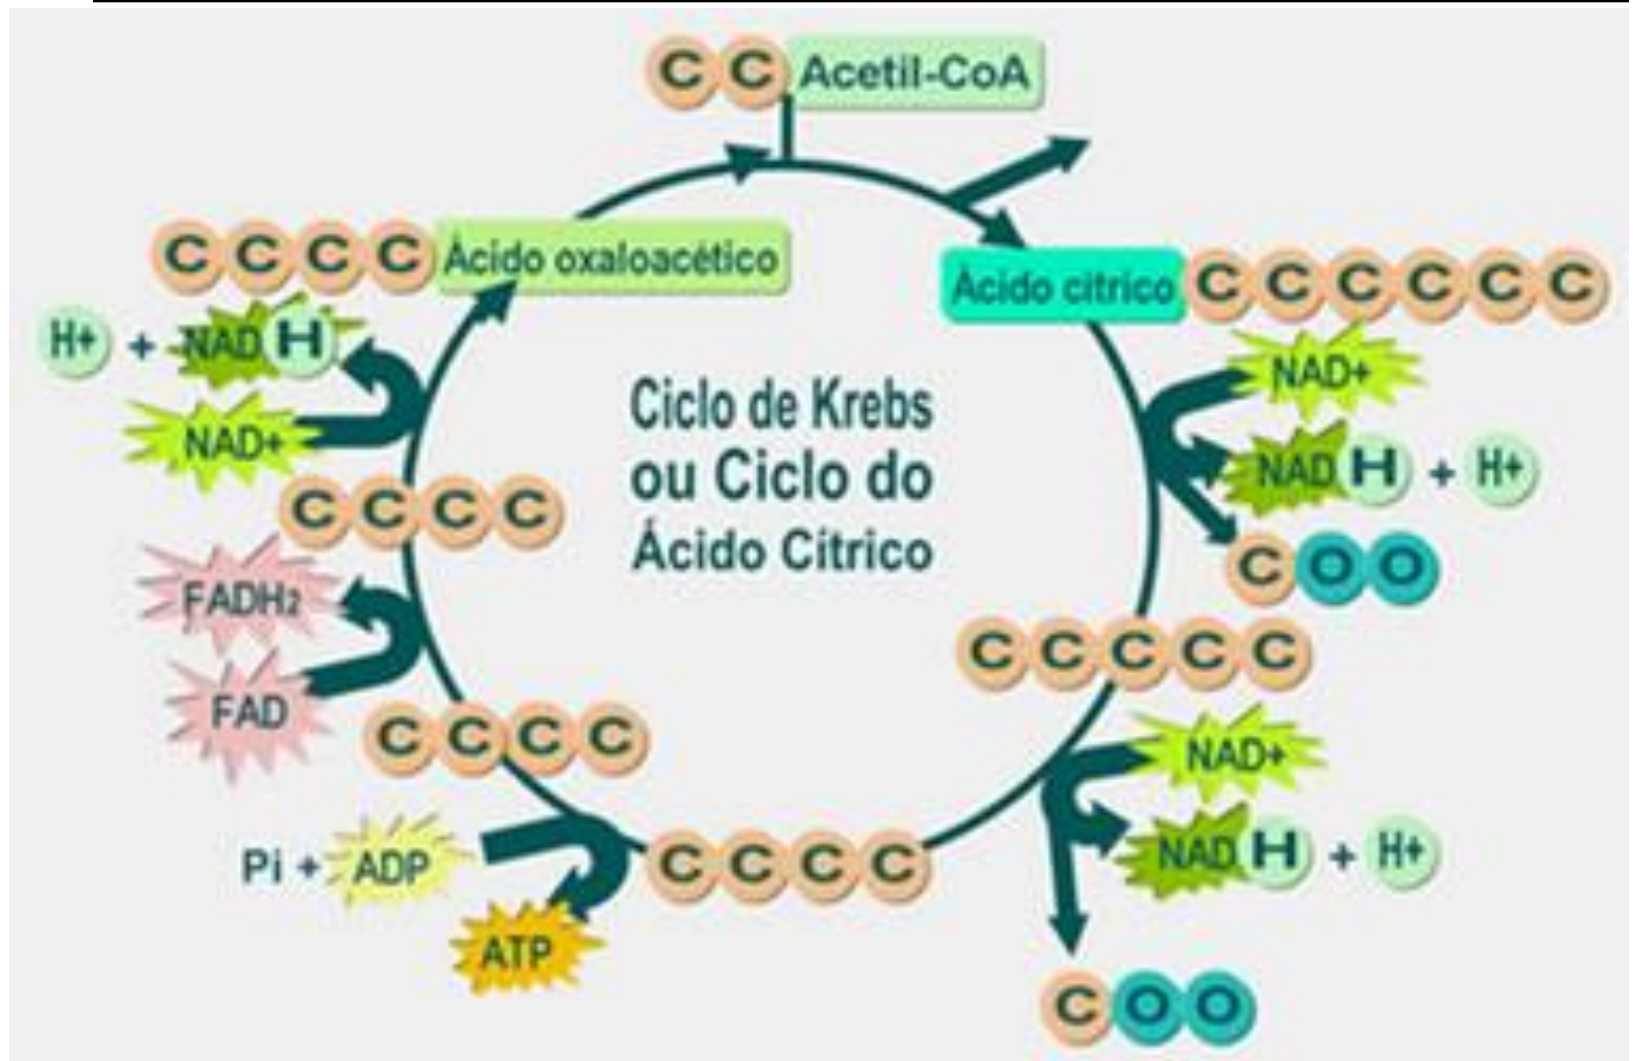 C C Acetil-CoA
C C C C Ácido oxaloacético
Ácido cítrico C C C C C C
H+ + NAD H
NAD+
NAD+
NAD H + H+
C O O
Ciclo de Krebs
ou Ciclo do
Ácido Cítrico
C C C C
FADH2
FAD
C C C C C
C C C C
NAD+
NAD H + H+
Pi + ADP
ATP
C C C C
C O O